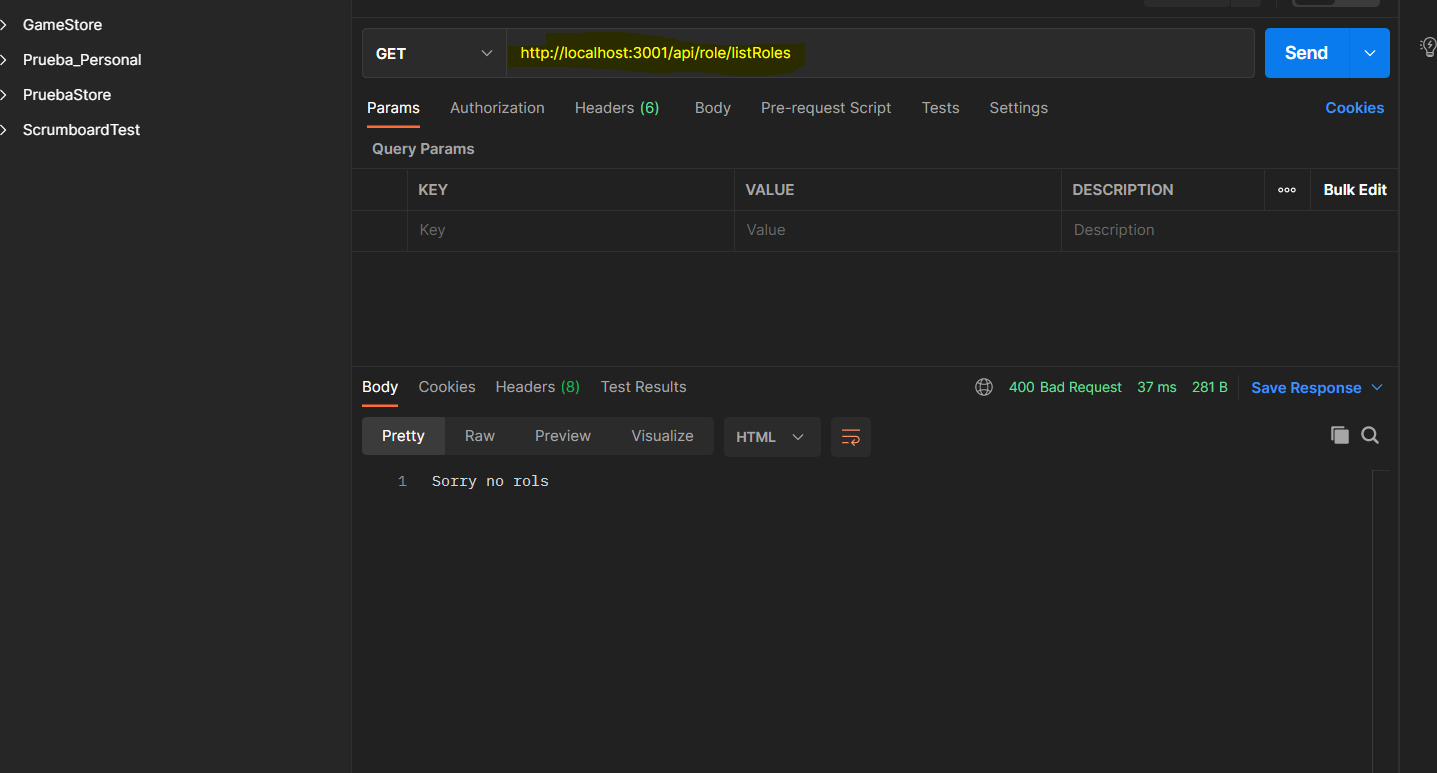 GameStore
Prueba_Personal
PruebaStore
ScrumboardTest
GET http://localhost:3001/api/role/listRoles Send
Params Authorization Headers (6) Body Pre-request Script Tests Settings Cookies
Query Params
KEY VALUE DESCRIPTION Bulk Edit
Key Value Description
Body Cookies Headers (8) Test Results 400 Bad Request 37 ms 281 B Save Response
Pretty Raw Preview Visualize HTML
1 Sorry no rols